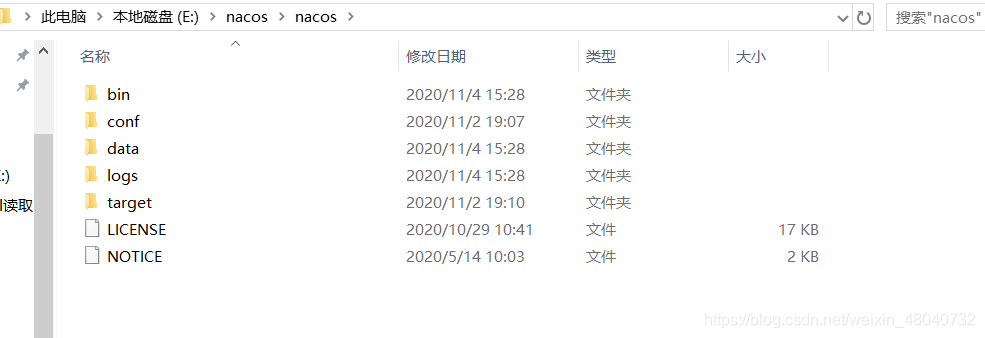 此电脑 > 本地磁盘 (E:) > nacos > nacos >
搜索"nacos"
名称 修改日期 类型 大小
bin 2020/11/4 15:28 文件夹
conf 2020/11/2 19:07 文件夹
data 2020/11/4 15:28 文件夹
:) logs 2020/11/4 15:28 文件夹
l读取 target 2020/11/2 19:10 文件夹
LICENSE 2020/10/29 10:41 文件 17 KB
NOTICE 2020/5/14 10:03 文件 2 KB
https://blog.csdn.net/weixin_48040732